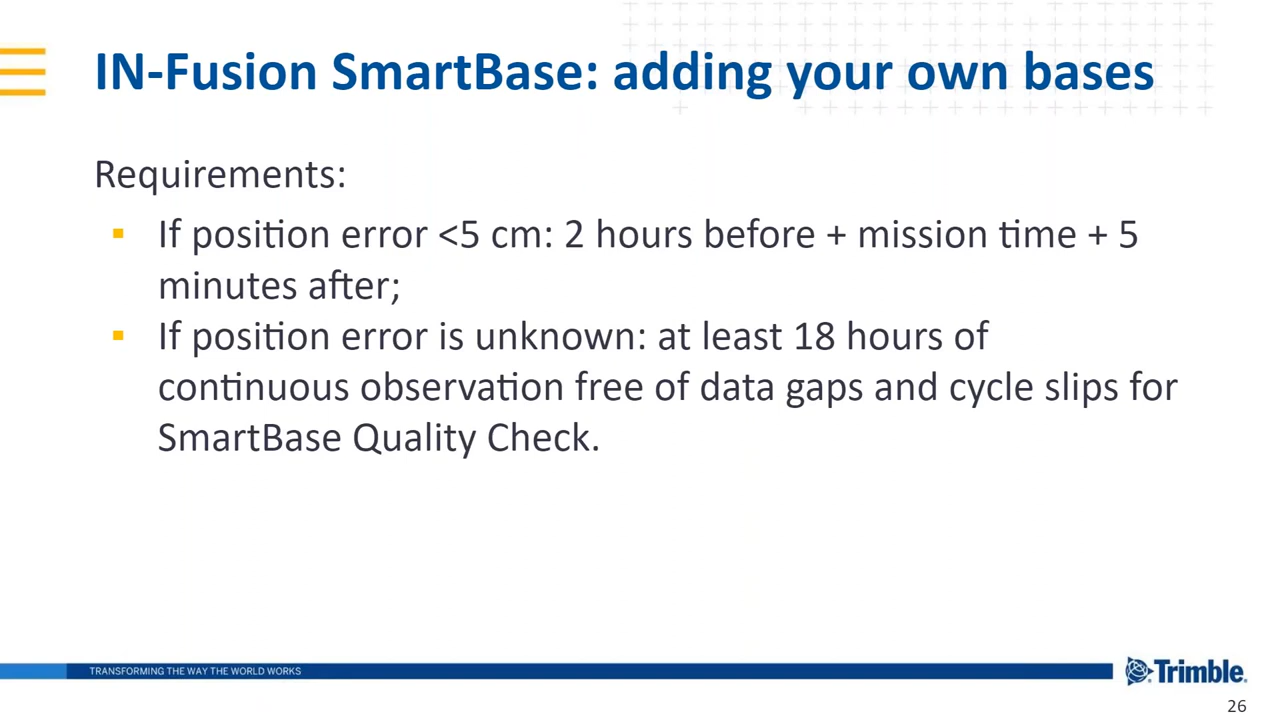 IN-Fusion SmartBase: adding your own bases
Requirements:
▪ If position error <5 cm: 2 hours before + mission time + 5
minutes after;
▪ If position error is unknown: at least 18 hours of
continuous observation free of data gaps and cycle slips for
SmartBase Quality Check.
TRANSFORMING THE WAY THE WORLD WORKS
Trimble.
26